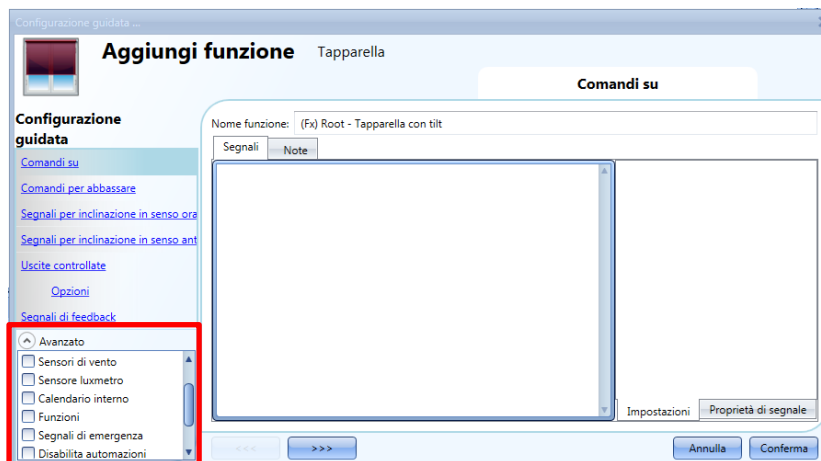 Configurazione guidata ...
Aggiungi funzione Tapparella
Comandi su
Configurazione
guidata
Comandi su
Comandi per abbassare
Segnali per inclinazione in senso ora
Segnali per inclinazione in senso ant
Uscite controllate
Opzioni
Segnali di feedback
Avanzato
Sensori di vento
Sensore luxmetro
Calendario interno
Funzioni
Segnali di emergenza
Disabilita automazioni
Nome funzione: (Fx) Root - Tapparella con tilt
Segnali Note
Impostazioni Proprietà di segnale
<<< >>> Annulla Conferma